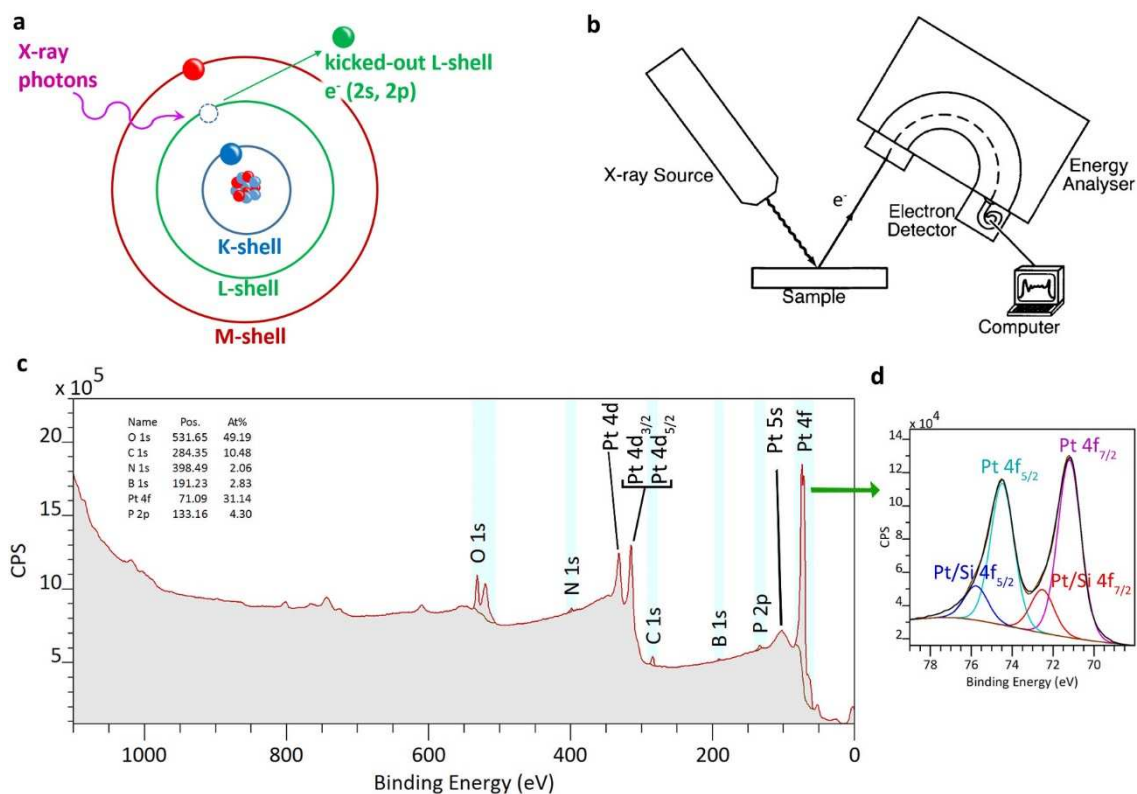 a
X-ray
photons
kicked-out L-shell
e- (2s, 2p)
K-shell
L-shell
M-shell
b
X-ray Source
e-
Energy
Analyser
Electron
Detector
Sample
Computer
c
x 10^5
CPS
20
15
10
5
Name Pos. At%
O 1s 531.65 49.19
C 1s 284.35 10.48
N 1s 398.49 2.06
B 1s 191.23 2.83
Pt 4f 71.09 31.14
P 2p 133.16 4.30
O 1s
N 1s
Pt 4d
Pt 4d3/2
Pt 4d5/2
C 1s
B 1s
P 2p
Pt 5s
Pt 4f
1000 800 600 400 200 0
Binding Energy (eV)
d
x 10^4
CPS
14
12
10
8
6
4
2
Pt 4f7/2
Pt 4f5/2
Pt/Si 4f5/2
Pt/Si 4f7/2
78 76 74 72 70
Binding Energy (eV)